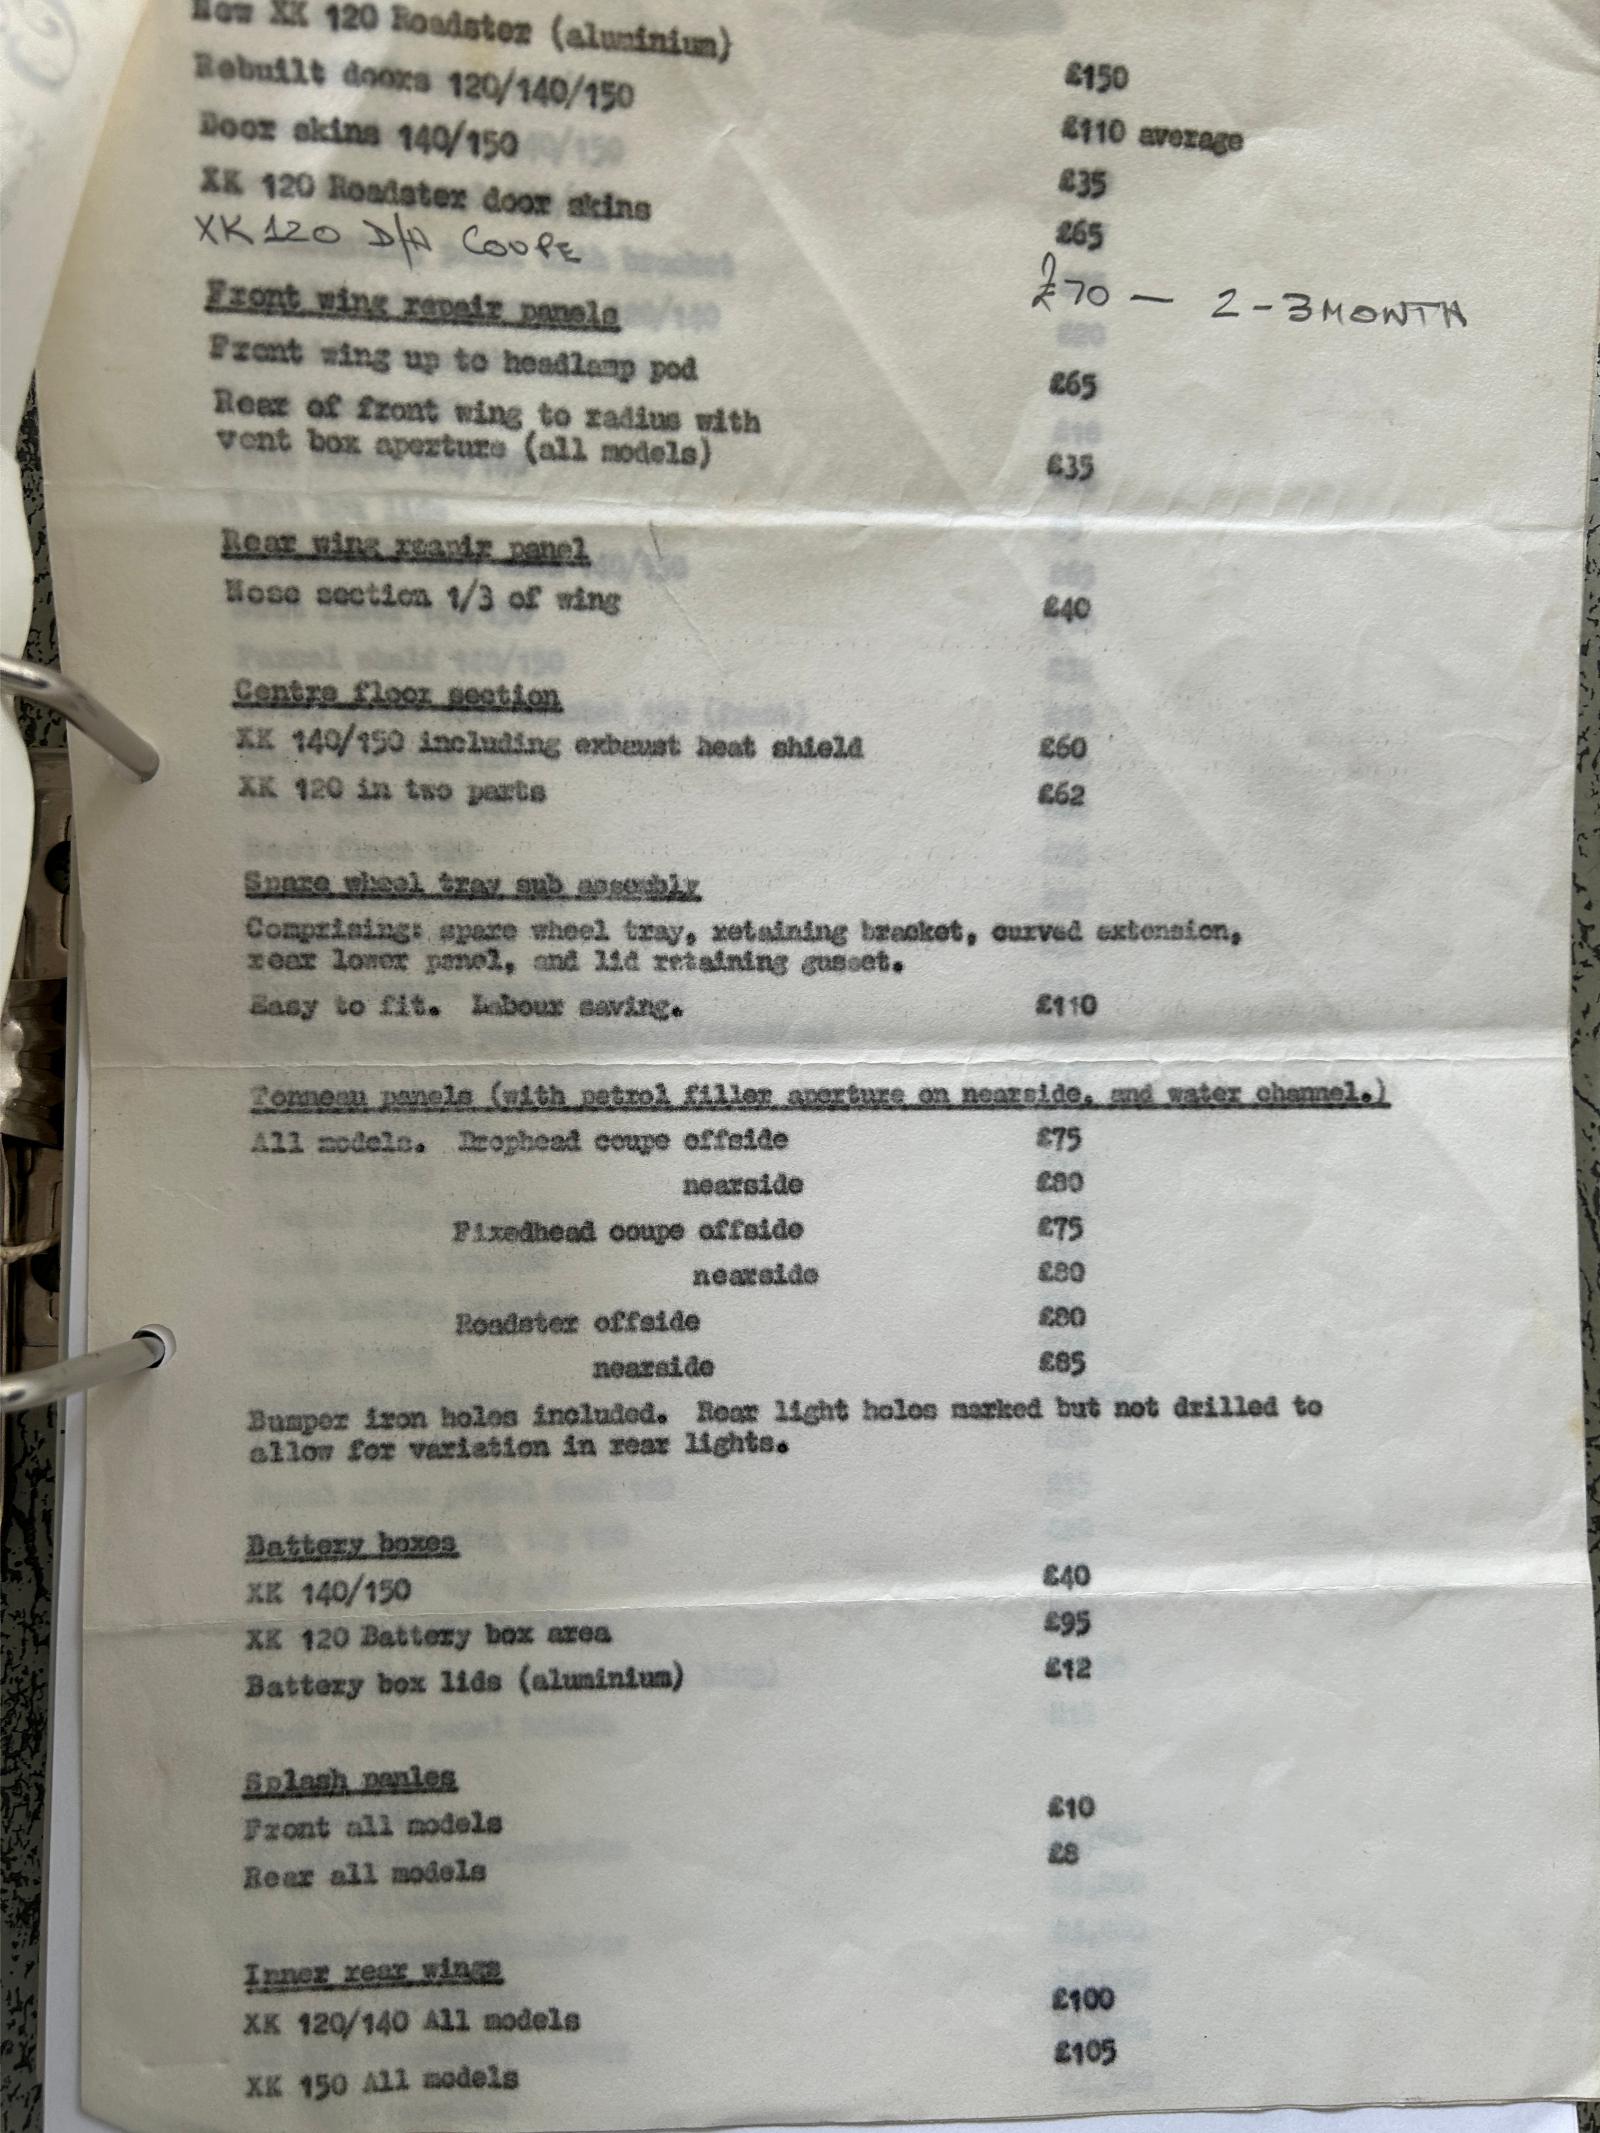 New XK 120 Roadster (aluminium) £150
Rebuilt doors 120/140/150 £110 average
Door skins 140/150 £35
XK 120 Roadster door skins £65
XK 120 D/H COUPE £70 — 2-3 MONTH
Front wing repair panels
Front wing up to headlamp pod £65
Rear of front wing to radius with
vent box aperture (all models) £35
Rear wing repair panel
Nose section 1/3 of wing £40
Centre floor section
XK 140/150 including exhaust heat shield £60
XK 120 in two parts £62
Spare wheel tray sub assembly
Comprising: spare wheel tray, retaining bracket, curved extension,
rear lower panel, and lid retaining gusset.
Easy to fit. Labour saving. £110
Tonneau panels (with petrol filler aperture on nearside, and water channel.)
All models. Drophead coupe offside £75
nearside £80
Fixedhead coupe offside £75
nearside £80
Roadster offside £80
nearside £85
Bumper iron holes included. Rear light holes marked but not drilled to
allow for variation in rear lights.
Battery boxes
XK 140/150 £40
XK 120 Battery box area £95
Battery box lids (aluminium) £12
Splash panles
Front all models £10
Rear all models £8
Inner rear wings
XK 120/140 All models £100
XK 150 All models £105